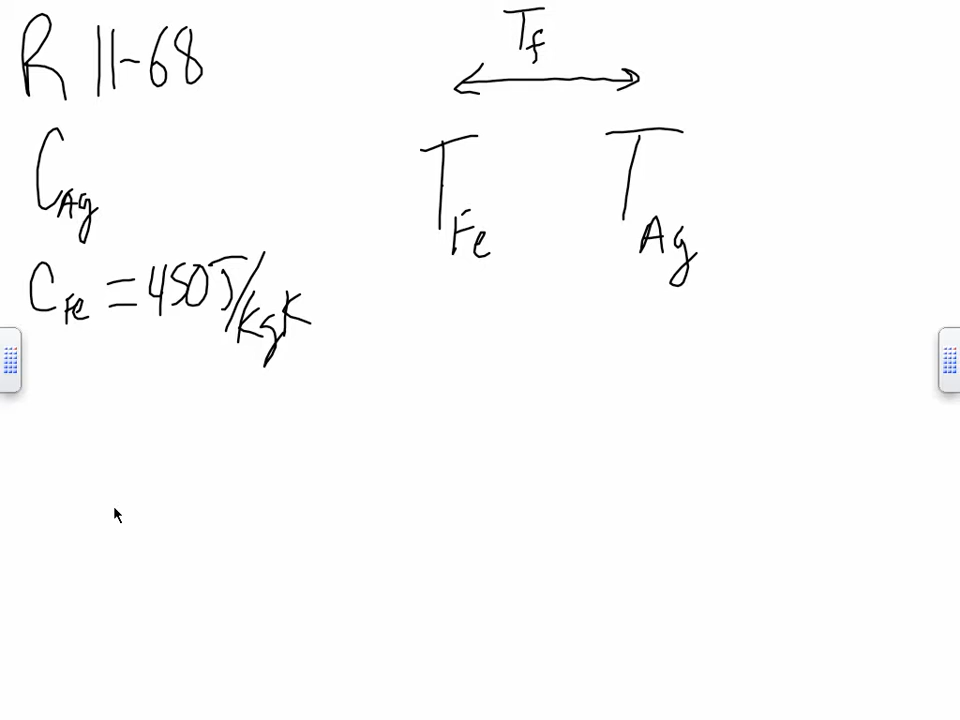 R 11-68
T_f
C_Ag
T_Fe T_Ag
C_Fe = 450 J/kgK